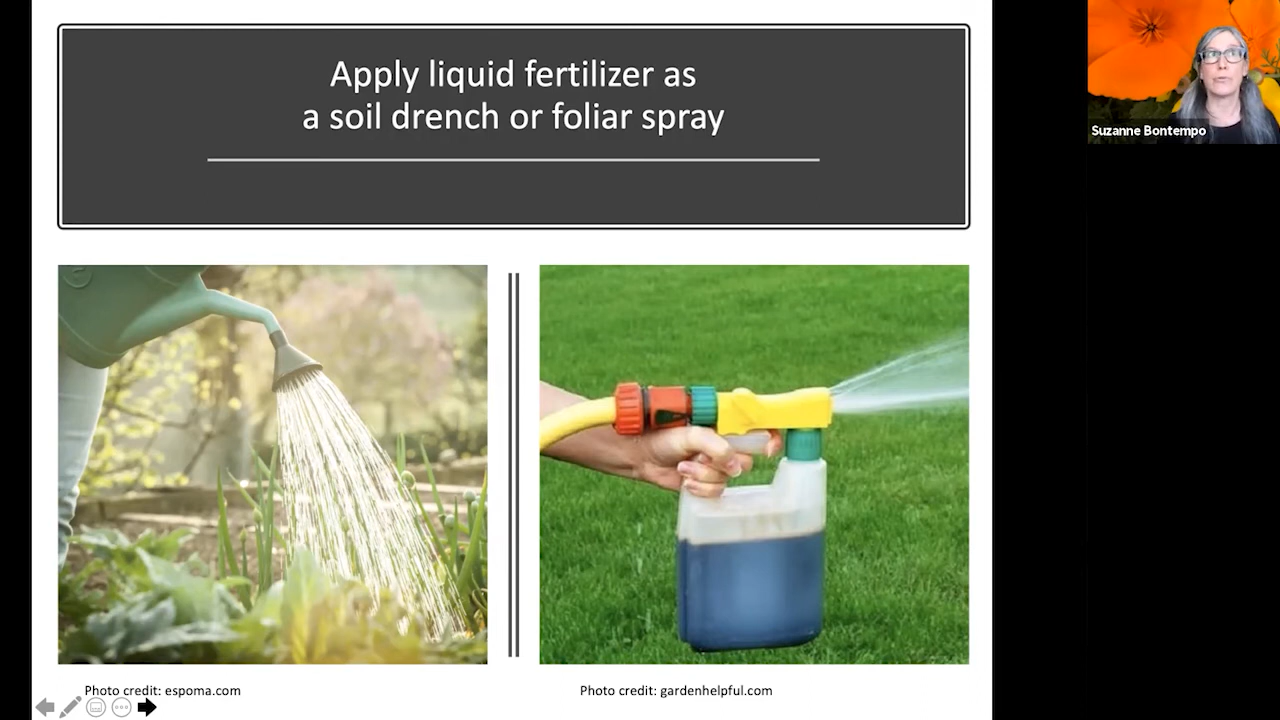 Apply liquid fertilizer as
a soil drench or foliar spray
Suzanne Bontempo
Photo credit: espoma.com
Photo credit: gardenhelpful.com